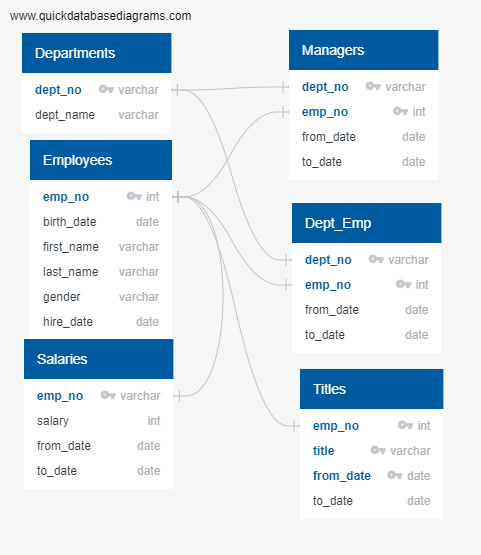 www.quickdatabasediagrams.com
Departments
dept_no varchar
dept_name varchar
Managers
dept_no varchar
emp_no int
from_date date
to_date date
Employees
emp_no int
birth_date date
first_name varchar
last_name varchar
gender varchar
hire_date date
Dept_Emp
dept_no varchar
emp_no int
from_date date
to_date date
Salaries
emp_no varchar
salary int
from_date date
to_date date
Titles
emp_no int
title varchar
from_date date
to_date date